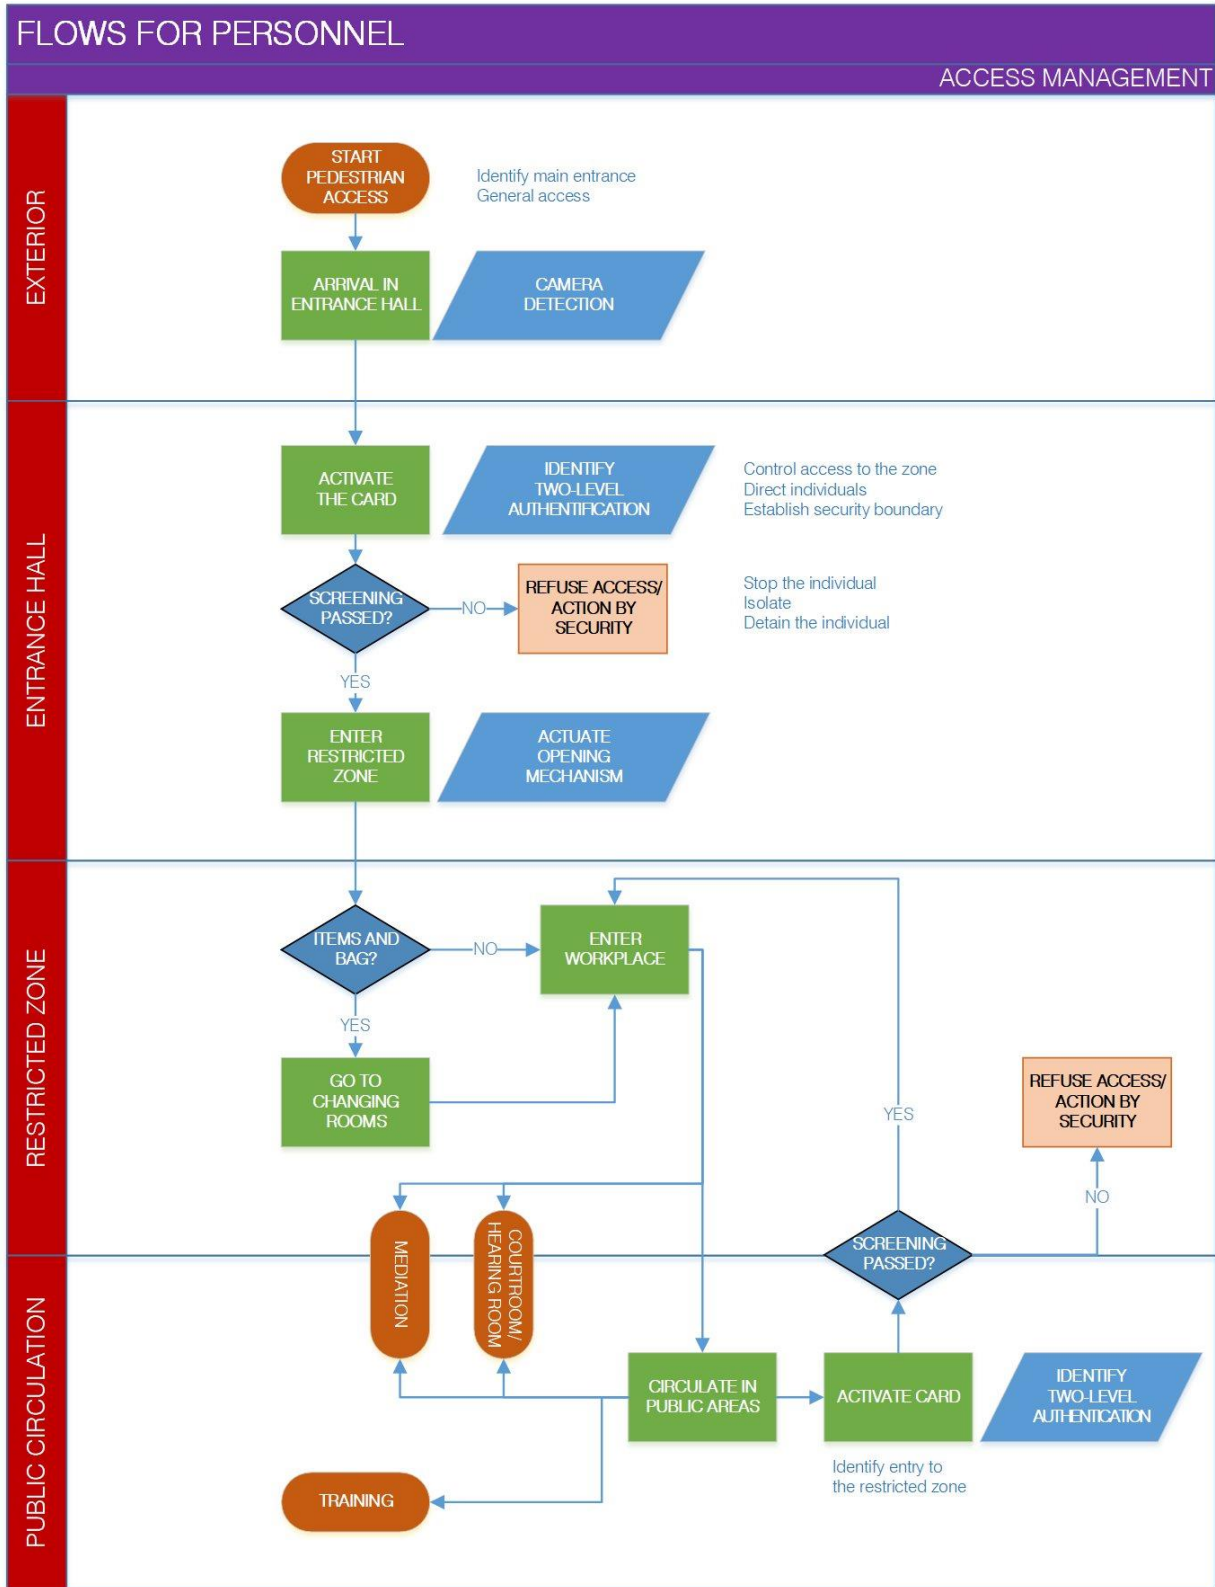 FLOWS FOR PERSONNEL
ACCESS MANAGEMENT
EXTERIOR
START
PEDESTRIAN
ACCESS
Identify main entrance
General access
ARRIVAL IN
ENTRANCE HALL
CAMERA
DETECTION
ENTRANCE HALL
ACTIVATE
THE CARD
IDENTIFY
TWO-LEVEL
AUTHENTIFICATION
Control access to the zone
Direct individuals
Establish security boundary
SCREENING
PASSED?
NO
REFUSE ACCESS/
ACTION BY
SECURITY
Stop the individual
Isolate
Detain the individual
YES
ENTER
RESTRICTED
ZONE
ACTUATE
OPENING
MECHANISM
RESTRICTED ZONE
ITEMS AND
BAG?
NO
ENTER
WORKPLACE
YES
GO TO
CHANGING
ROOMS
YES
REFUSE ACCESS/
ACTION BY
SECURITY
NO
SCREENING
PASSED?
MEDIATION
COURTROOM/
HEARING ROOM
PUBLIC CIRCULATION
CIRCULATE IN
PUBLIC AREAS
ACTIVATE CARD
IDENTIFY
TWO-LEVEL
AUTHENTICATION
Identify entry to
the restricted zone
TRAINING